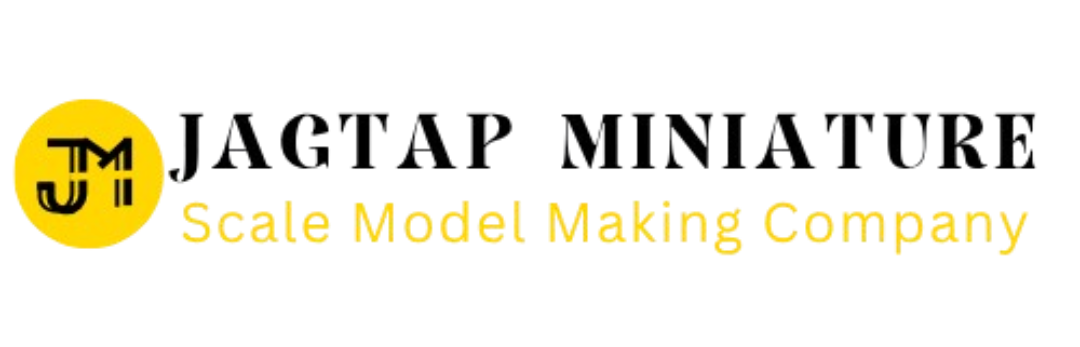 JM
JAGTAP MINIATURE
Scale Model Making Company